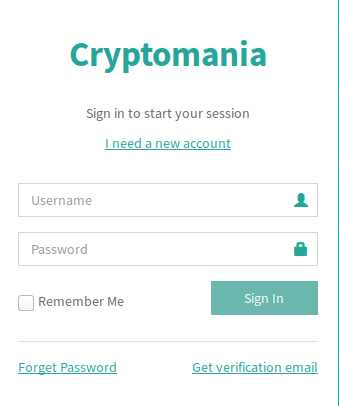 Cryptomania
Sign in to start your session
I need a new account
Username
Password
Remember Me
Sign In
Forget Password
Get verification email